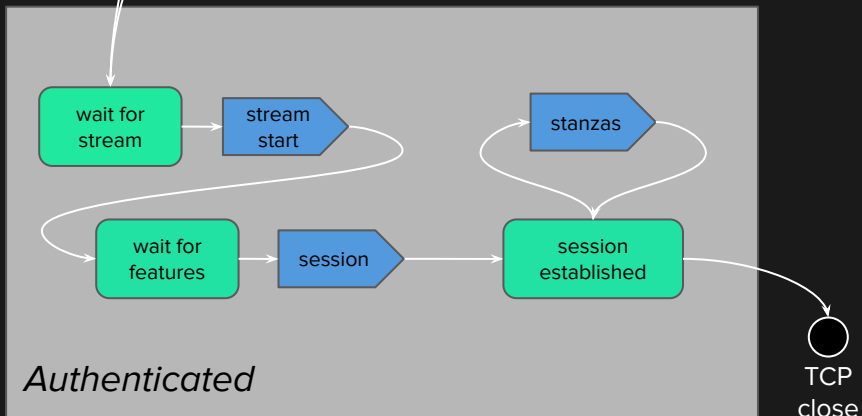 wait for
stream
stream
start
stanzas
wait for
features
session
session
established
Authenticated
TCP
close